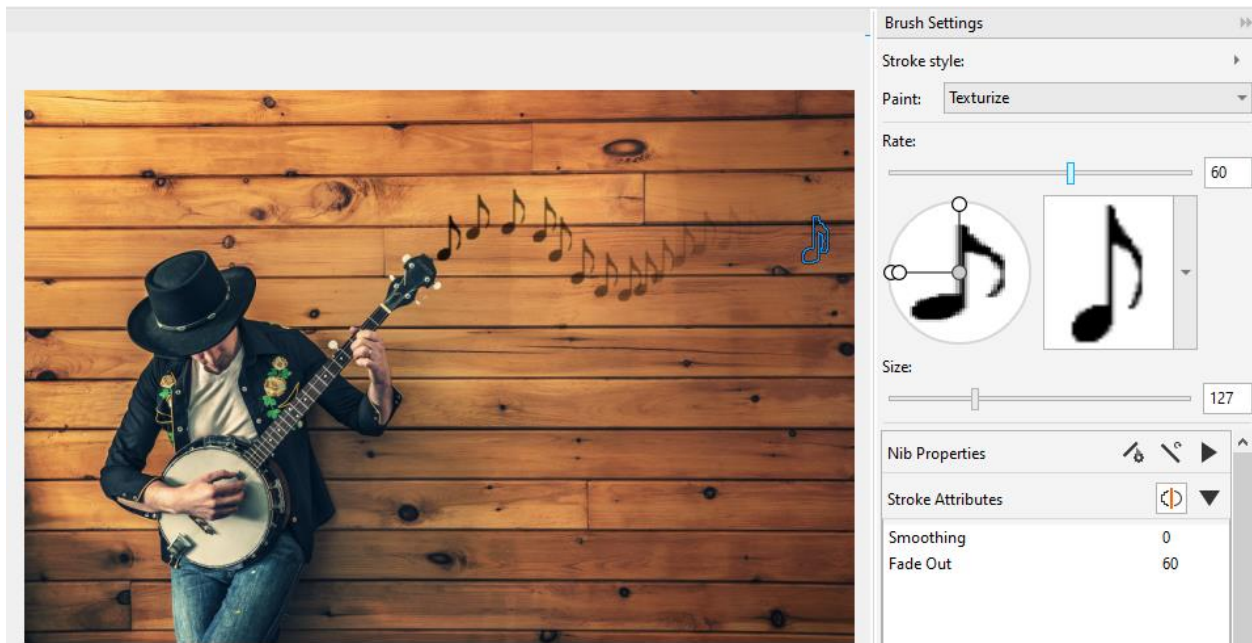 Brush Settings
Stroke style:
Paint: Texturize
Rate:
60
Size:
127
Nib Properties
Stroke Attributes
Smoothing 0
Fade Out 60